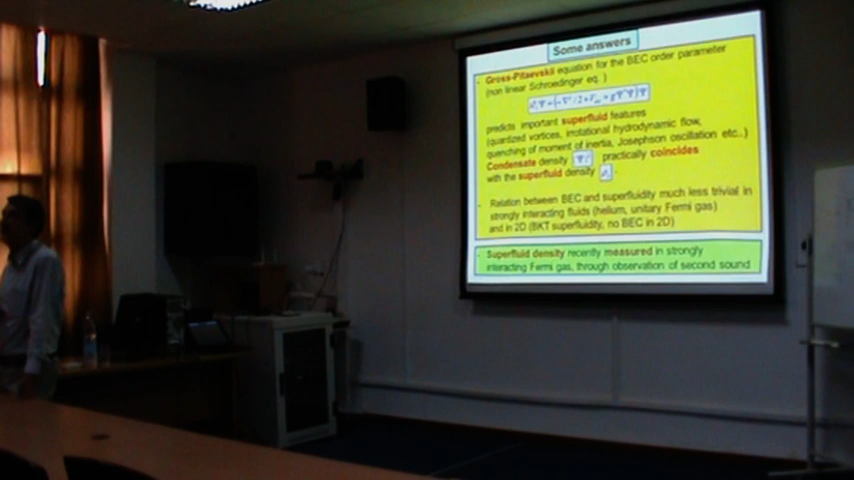 Some answers
- Gross-Pitaevskii equation for the BEC order parameter
(non linear Schroedinger eq. )
predicts important superfluid features
(quantized vortices, irrotational hydrodynamic flow,
quenching of moment of inertia, Josephson oscillation etc..)
Condensate density practically coincides
with the superfluid density .
- Relation between BEC and superfluidity much less trivial in
strongly interacting fluids (helium, unitary Fermi gas)
and in 2D (BKT superfluidity, no BEC in 2D)
- Superfluid density recently measured in strongly
interacting Fermi gas, through observation of second sound